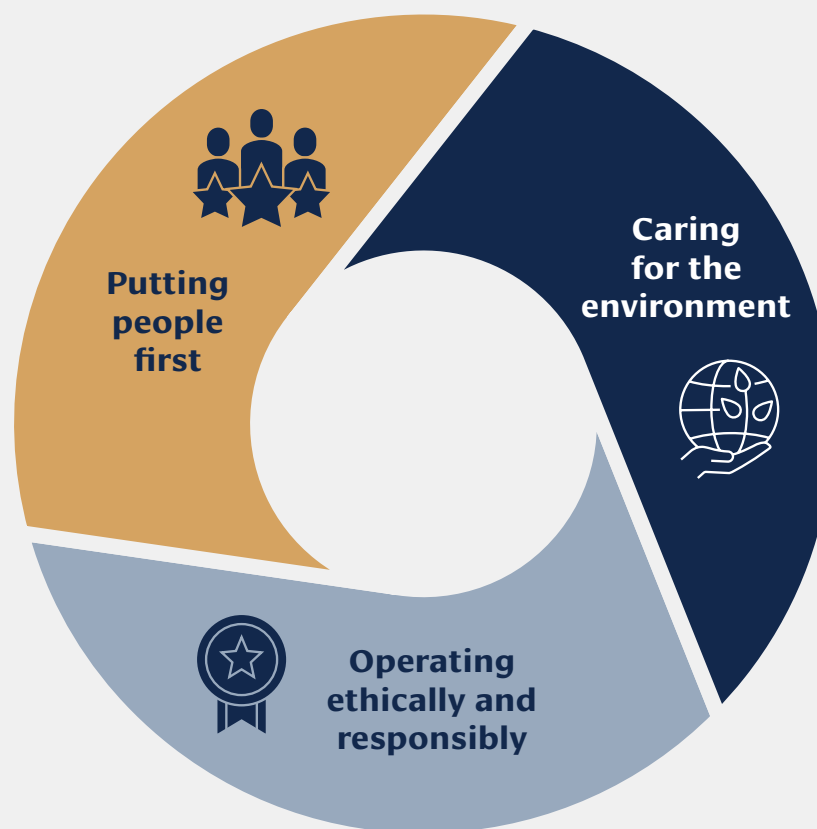 Putting
people
first
Caring
for the
environment
Operating
ethically and
responsibly